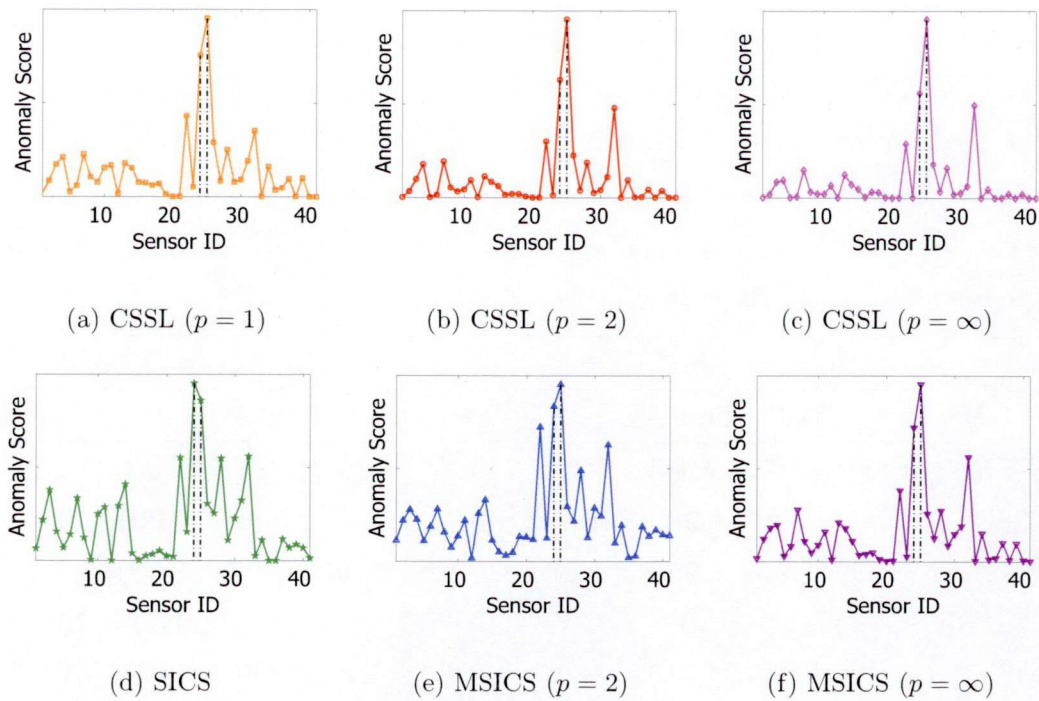 Anomaly Score Anomaly Score Anomaly Score
10 20 30 40 10 20 30 40 10 20 30 40
Sensor ID Sensor ID Sensor ID
(a) CSSL (p = 1) (b) CSSL (p = 2) (c) CSSL (p = ∞)
Anomaly Score Anomaly Score Anomaly Score
10 20 30 40 10 20 30 40 10 20 30 40
Sensor ID Sensor ID Sensor ID
(d) SICS (e) MSICS (p = 2) (f) MSICS (p = ∞)